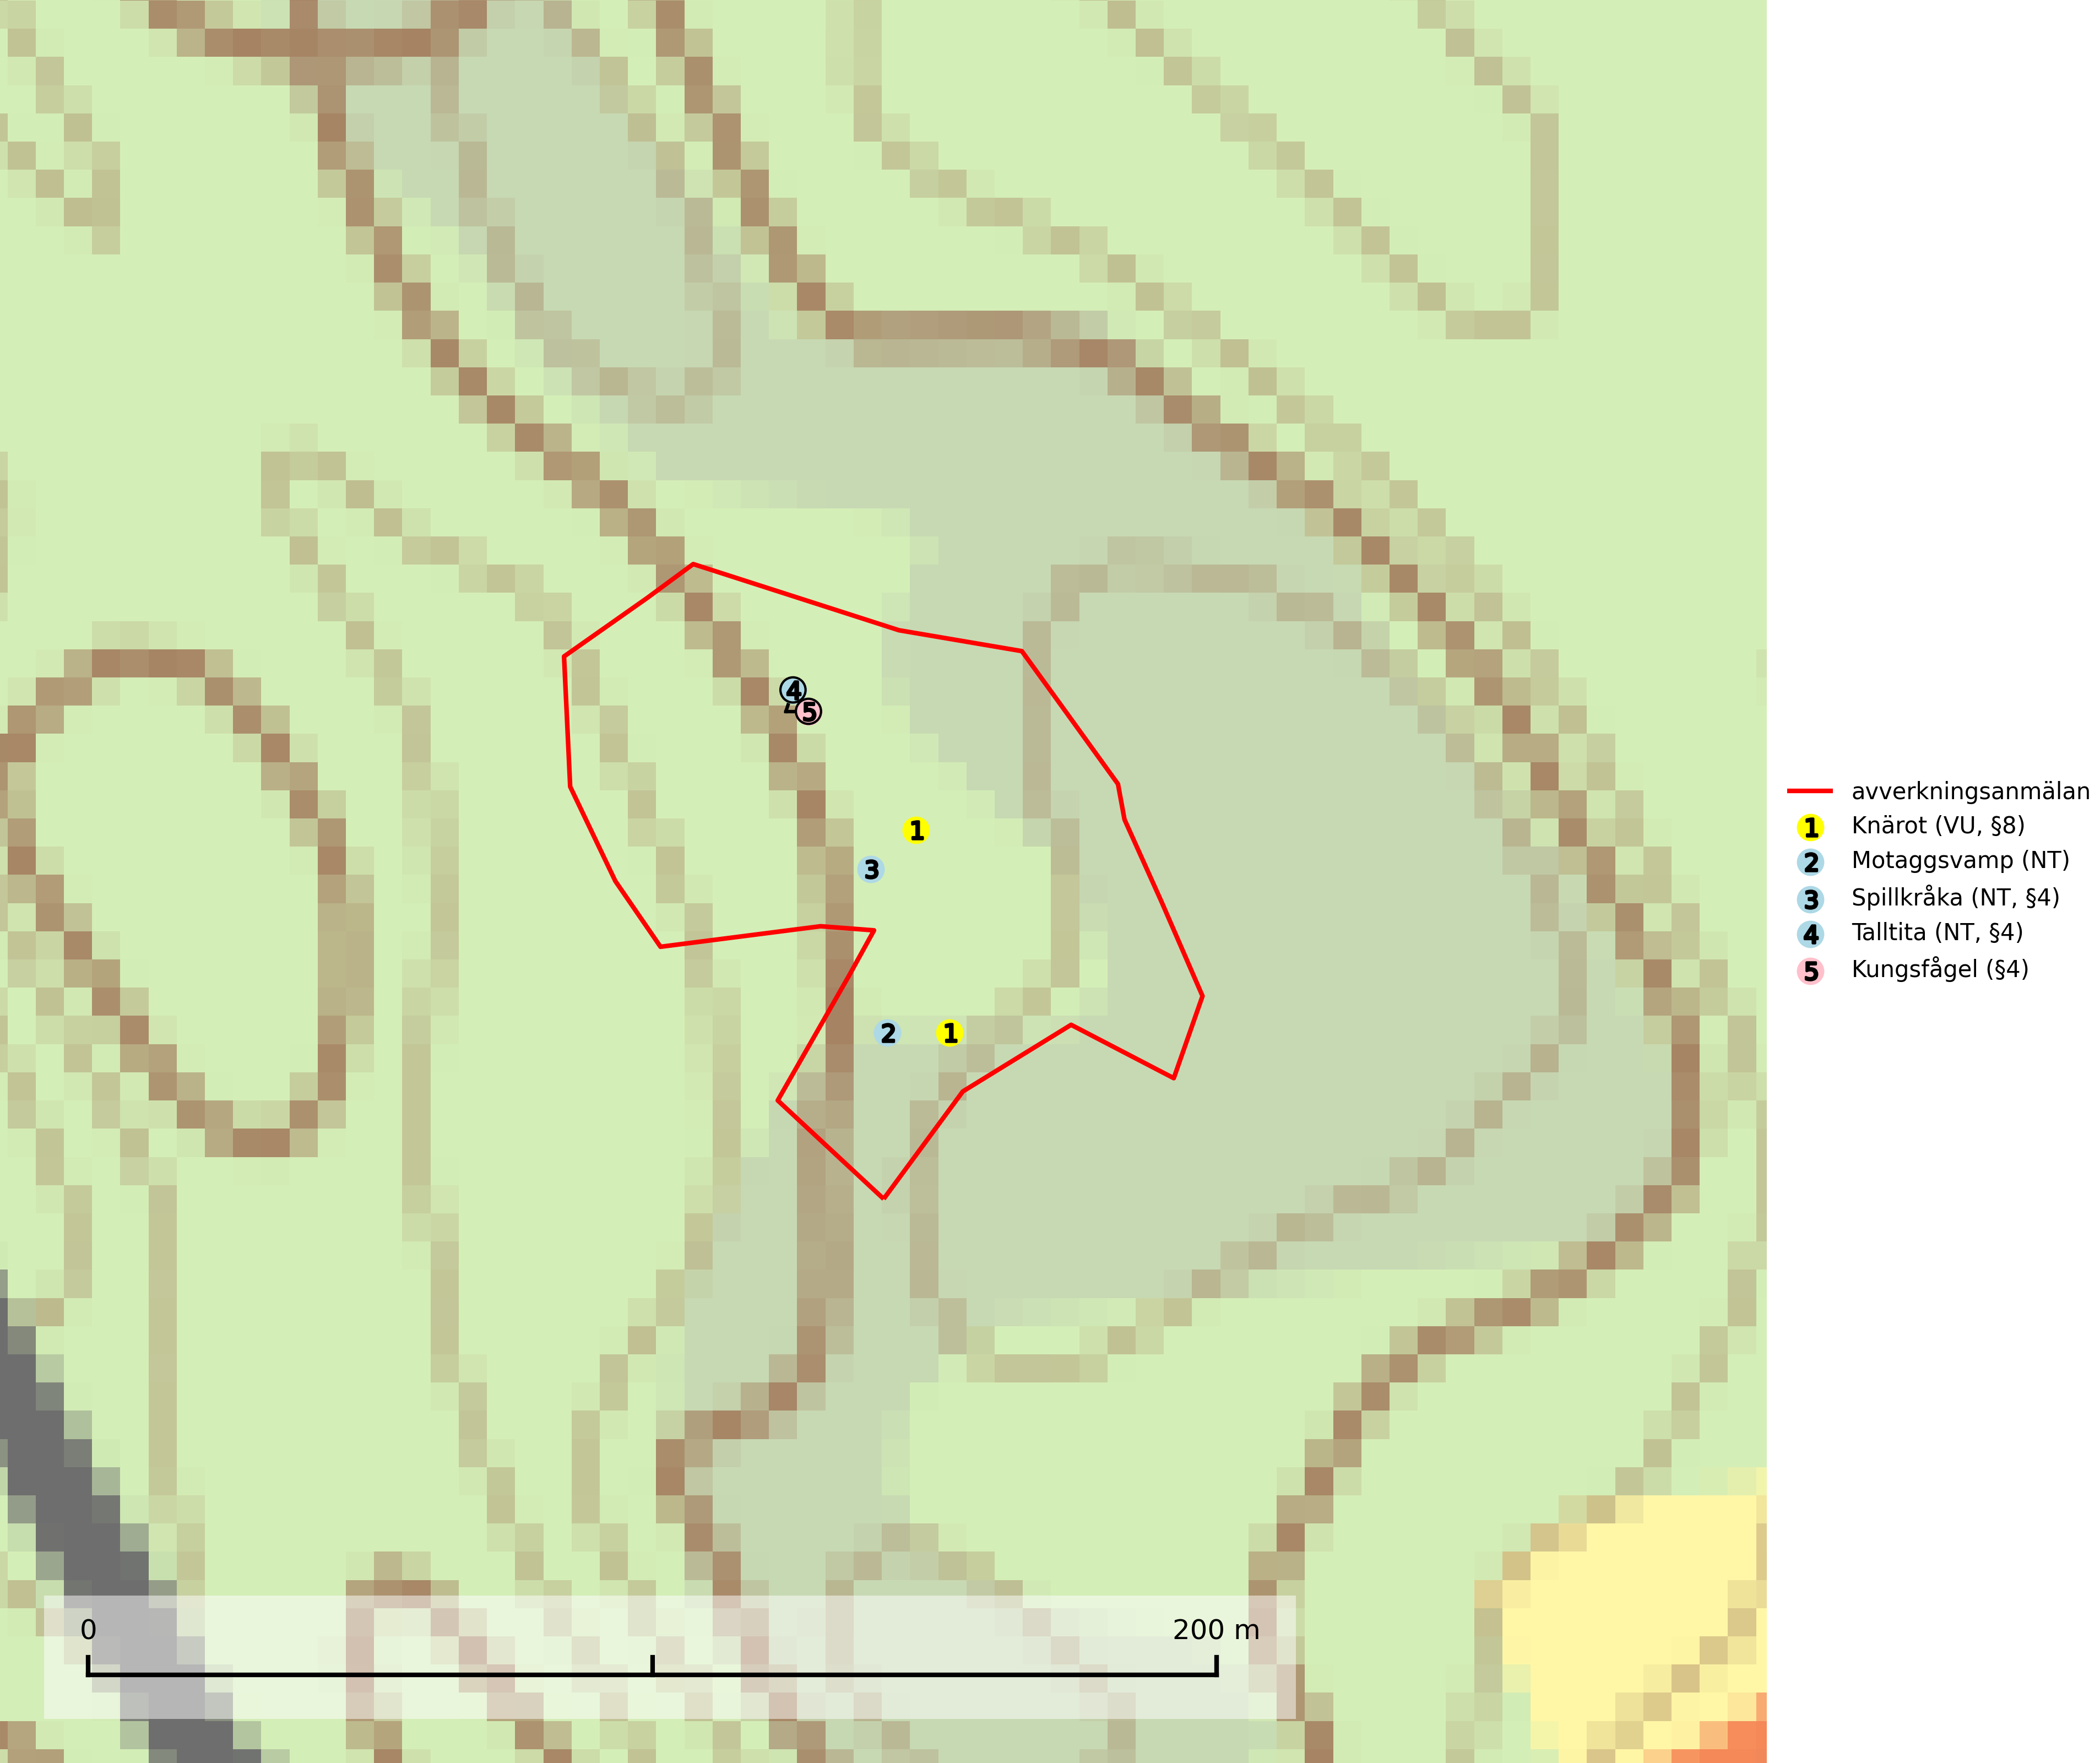 4
5
1
3
2
1
avverkningsanmälan
1 Knärot (VU, §8)
2 Motaggsvamp (NT)
3 Spillkråka (NT, §4)
4 Talltita (NT, §4)
5 Kungsfågel (§4)
0 200 m